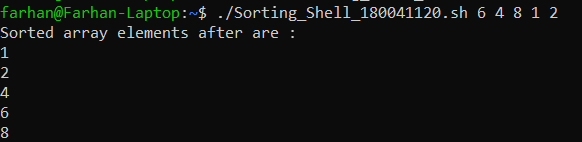 farhan@Farhan-Laptop:~$ ./Sorting_Shell_180041120.sh 6 4 8 1 2
Sorted array elements after are :
1
2
4
6
8